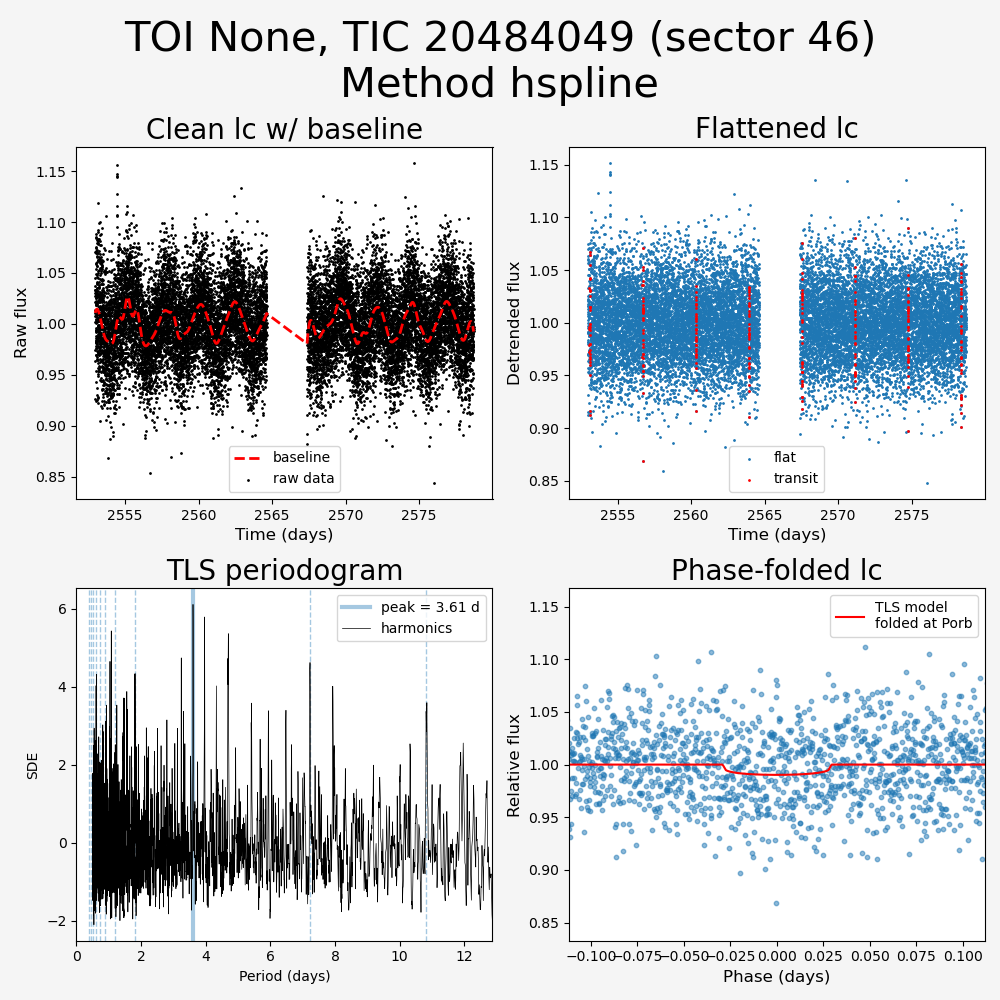 TOI None, TIC 20484049 (sector 46)
Method hspline
Clean lc w/ baseline
Flattened lc
Raw flux
1.15
1.10
1.05
1.00
0.95
0.90
0.85
baseline
raw data
2555
2560
2565
2570
2575
Time (days)
Detrended flux
1.15
1.10
1.05
1.00
0.95
0.90
0.85
flat
transit
2555
2560
2565
2570
2575
Time (days)
TLS periodogram
Phase-folded lc
SDE
6
4
2
0
−2
peak = 3.61 d
harmonics
0
2
4
6
8
10
12
Period (days)
Relative flux
1.15
1.10
1.05
1.00
0.95
0.90
0.85
TLS model
folded at Porb
−0.100
−0.075
−0.050
−0.025
0.000
0.025
0.050
0.075
0.100
Phase (days)